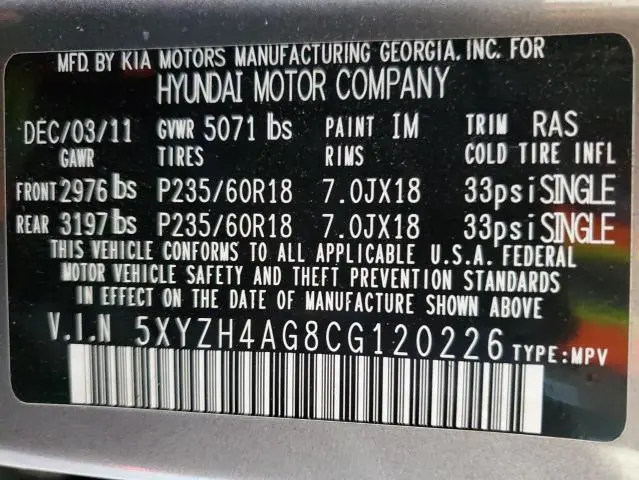 MFD. BY KIA MOTORS MANUFACTURING GEORGIA, INC. FOR
HYUNDAI MOTOR COMPANY
DEC/03/11 GVWR 5071 lbs PAINT IM TRIM RAS
GAWR TIRES RIMS COLD TIRE INFL
FRONT 2976 lbs P235/60R18 7.0JX18 33psi SINGLE
REAR 3197 lbs P235/60R18 7.0JX18 33psi SINGLE
THIS VEHICLE CONFORMS TO ALL APPLICABLE U.S.A. FEDERAL
MOTOR VEHICLE SAFETY AND THEFT PREVENTION STANDARDS
IN EFFECT ON THE DATE OF MANUFACTURE SHOWN ABOVE
V.I.N 5XYZH4AG8CG120226 TYPE:MPV